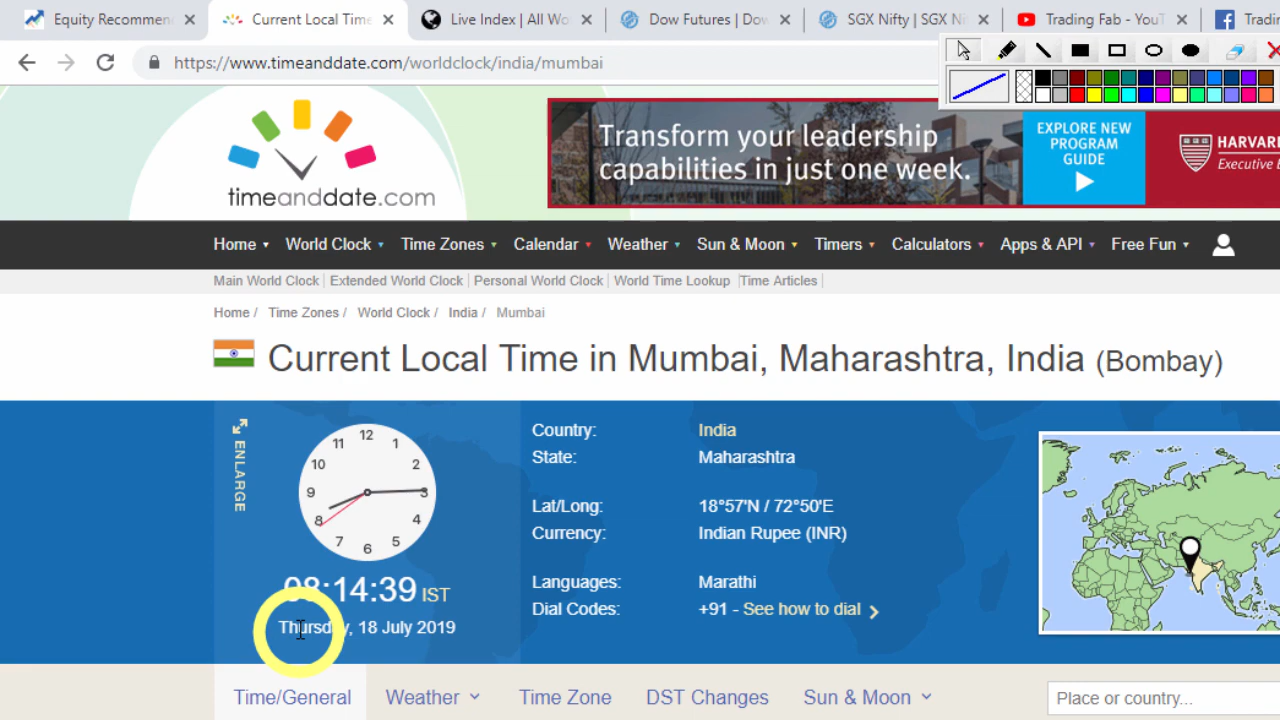 Equity Recommen
Current Local Time
Live Index | All Wo
Dow Futures | Dow
SGX Nifty | SGX Ni
Trading Fab - YouT
Tradin
https://www.timeanddate.com/worldclock/india/mumbai
timeanddate.com
Transform your leadership
capabilities in just one week.
EXPLORE NEW
PROGRAM
GUIDE
HARVAR
Executive E
Home
World Clock
Time Zones
Calendar
Weather
Sun & Moon
Timers
Calculators
Apps & API
Free Fun
Main World Clock
Extended World Clock
Personal World Clock
World Time Lookup
Time Articles
Home / Time Zones / World Clock / India / Mumbai
Current Local Time in Mumbai, Maharashtra, India (Bombay)
ENLARGE
12
1
2
3
4
5
6
7
8
9
10
11
08:14:39 IST
Thursday, 18 July 2019
Country: India
State: Maharashtra
Lat/Long: 18°57'N / 72°50'E
Currency: Indian Rupee (INR)
Languages: Marathi
Dial Codes: +91 - See how to dial
Time/General
Weather
Time Zone
DST Changes
Sun & Moon
Place or country...